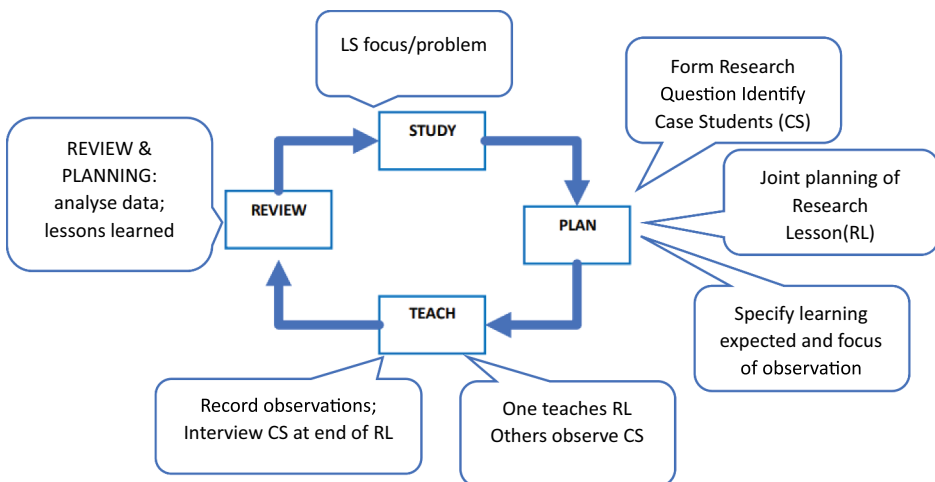 LS focus/problem
STUDY
Form Research
Question Identify
Case Students (CS)
REVIEW &
PLANNING:
analyse data;
lessons learned
REVIEW
PLAN
Joint planning of
Research
Lesson(RL)
TEACH
Specify learning
expected and focus
of observation
Record observations;
Interview CS at end of RL
One teaches RL
Others observe CS